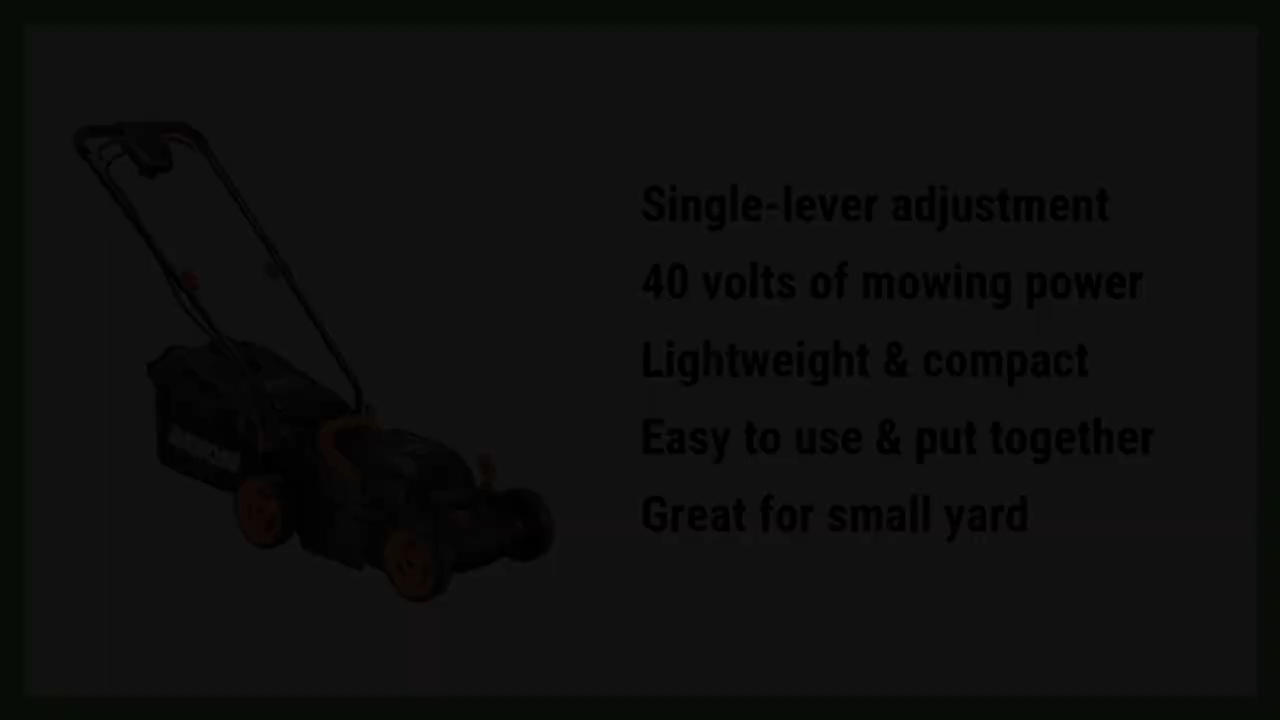 Single-lever adjustment
40 volts of mowing power
Lightweight & compact
Easy to use & put together
Great for small yard